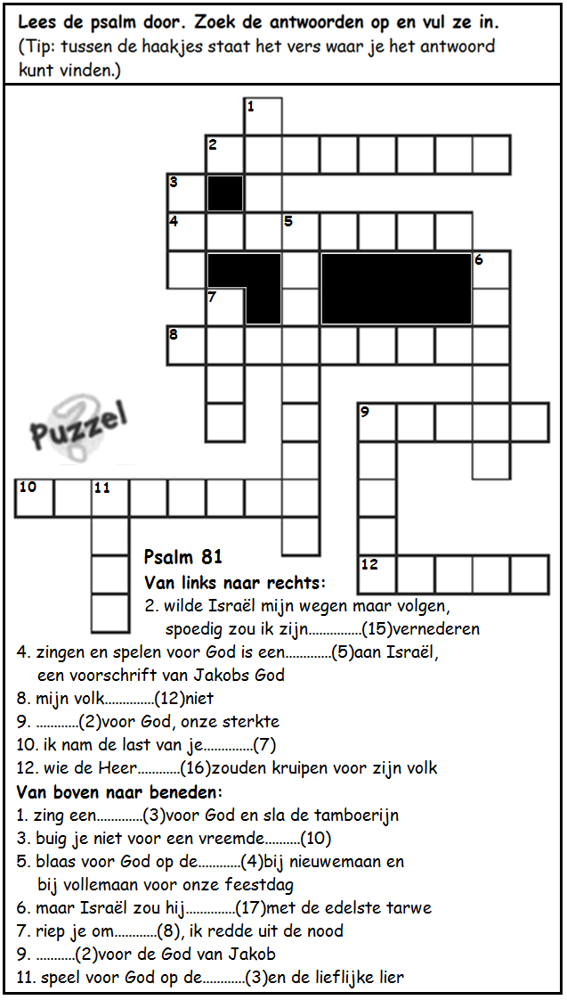 Lees de psalm door. Zoek de antwoorden op en vul ze in.
(Tip: tussen de haakjes staat het vers waar je het antwoord
kunt vinden.)
1
2
3
4 5
6
7
8
Puzzel
9
10 11
12
Psalm 81
Van links naar rechts:
2. wilde Israël mijn wegen maar volgen,
spoedig zou ik zijn...............(15)vernederen
4. zingen en spelen voor God is een.............(5)aan Israël,
een voorschrift van Jakobs God
8. mijn volk..............(12)niet
9. ............(2)voor God, onze sterkte
10. ik nam de last van je..............(7)
12. wie de Heer............(16)zouden kruipen voor zijn volk
Van boven naar beneden:
1. zing een.............(3)voor God en sla de tamboerijn
3. buig je niet voor een vreemde..........(10)
5. blaas voor God op de............(4)bij nieuwemaan en
bij vollemaan voor onze feestdag
6. maar Israël zou hij..............(17)met de edelste tarwe
7. riep je om............(8), ik redde uit de nood
9. ...........(2)voor de God van Jakob
11. speel voor God op de............(3)en de lieflijke lier